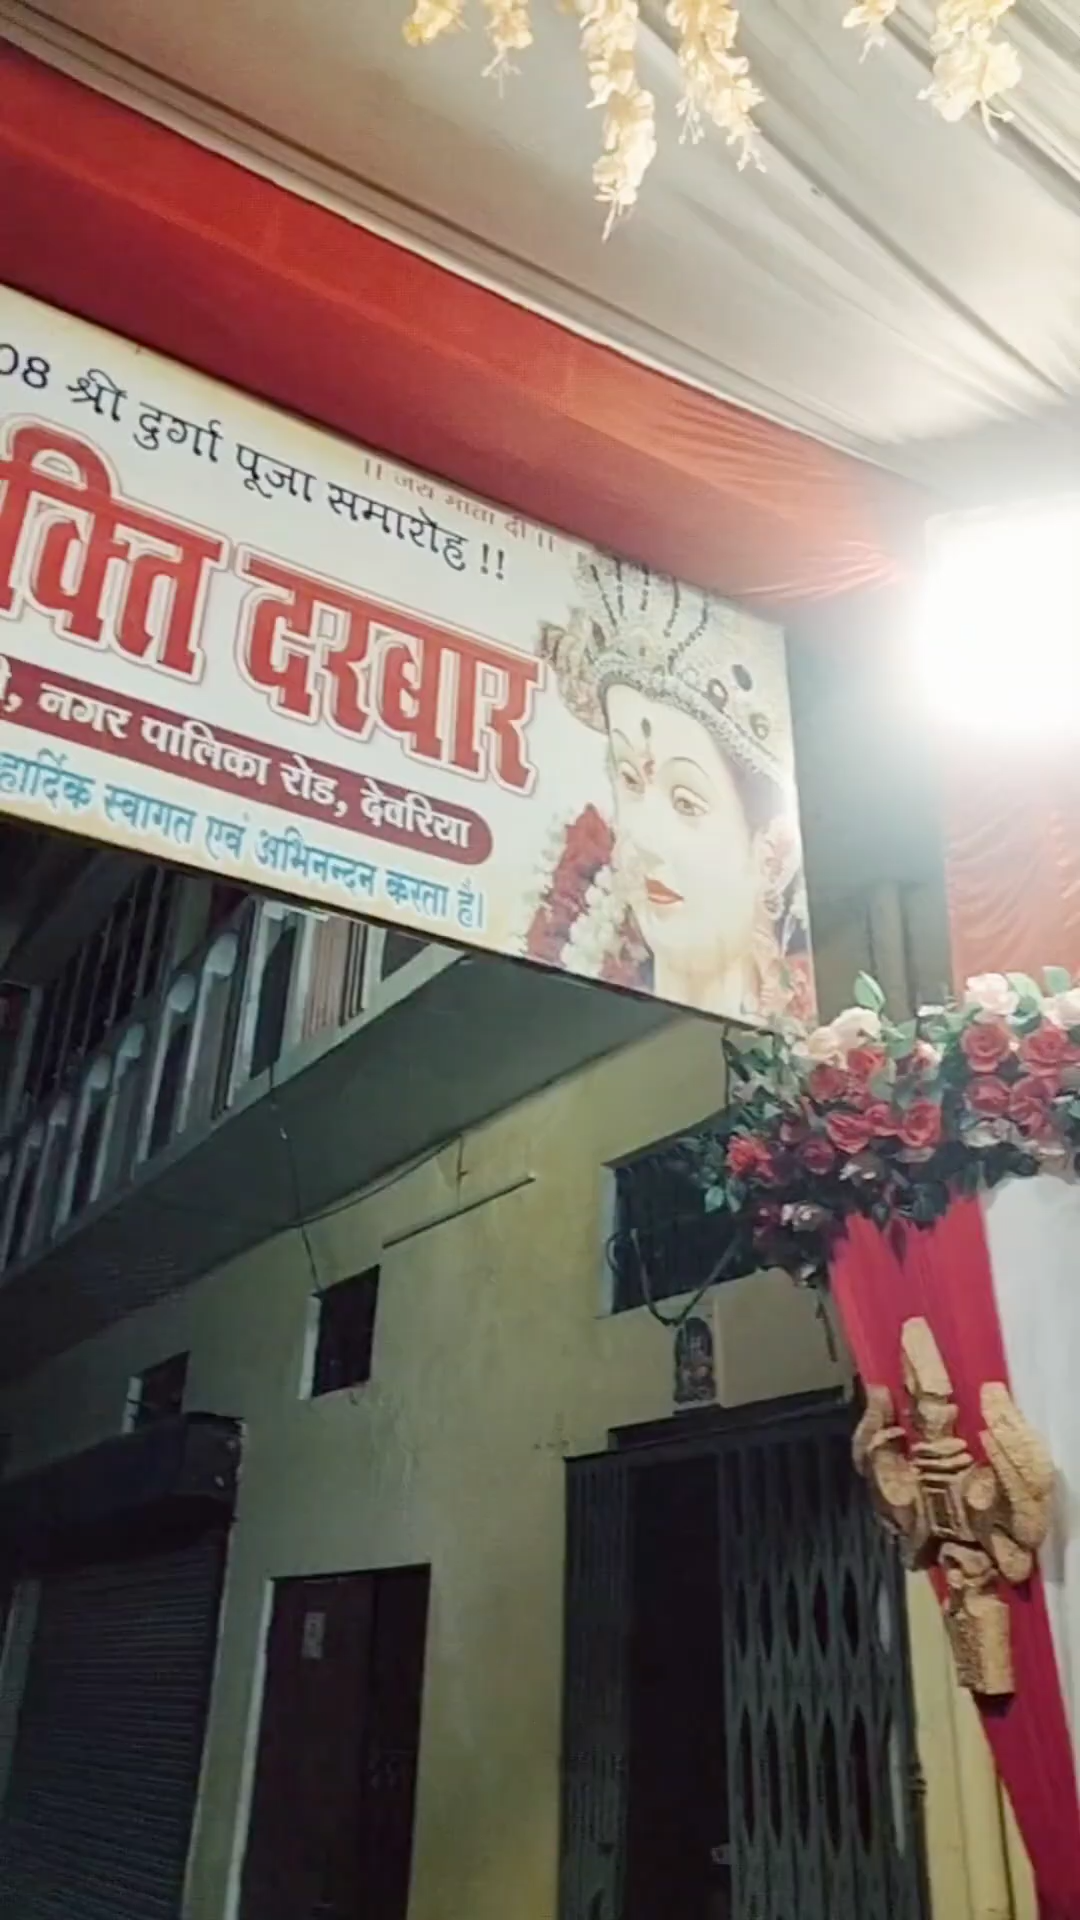 08 श्री दुर्गा पूजा समारोह !!
।। जय माता दी ।।
क्ति दरबार
नगर पालिका रोड, देवरिया
हार्दिक स्वागत एवं अभिनन्दन करता है।